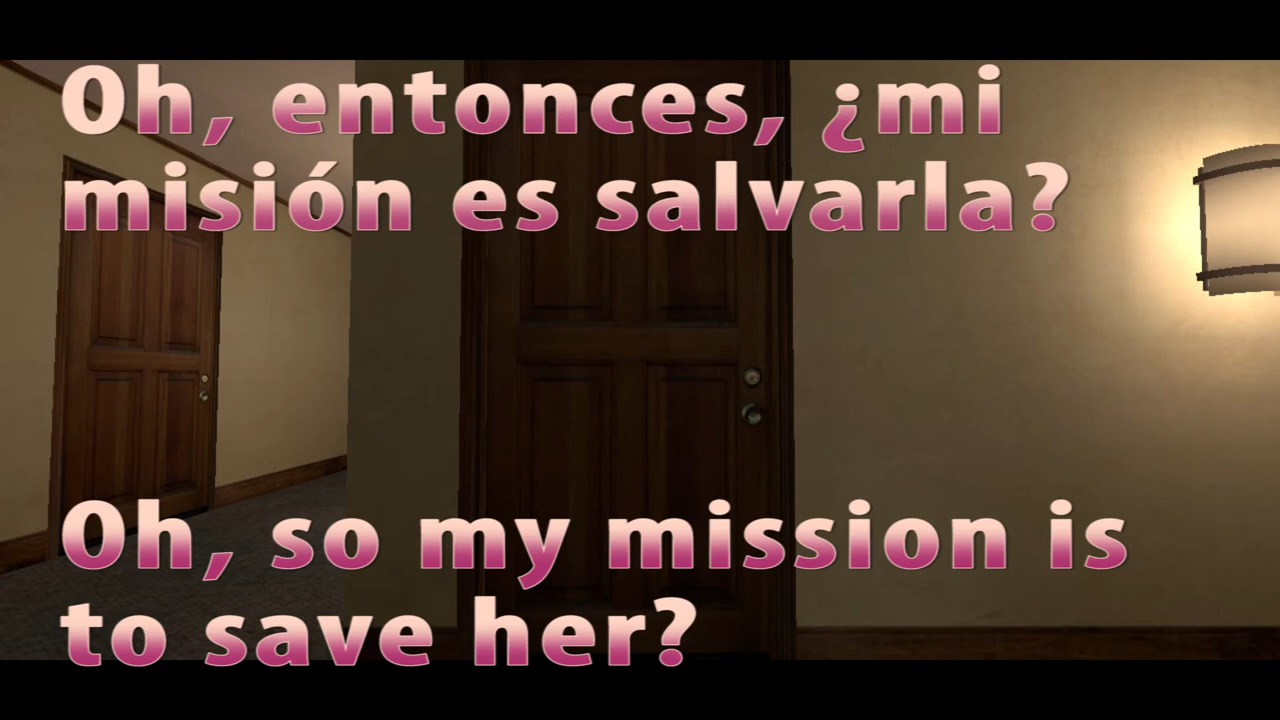 Oh, entonces, ¿mi
misión es salvarla?
Oh, so my mission is
to save her?